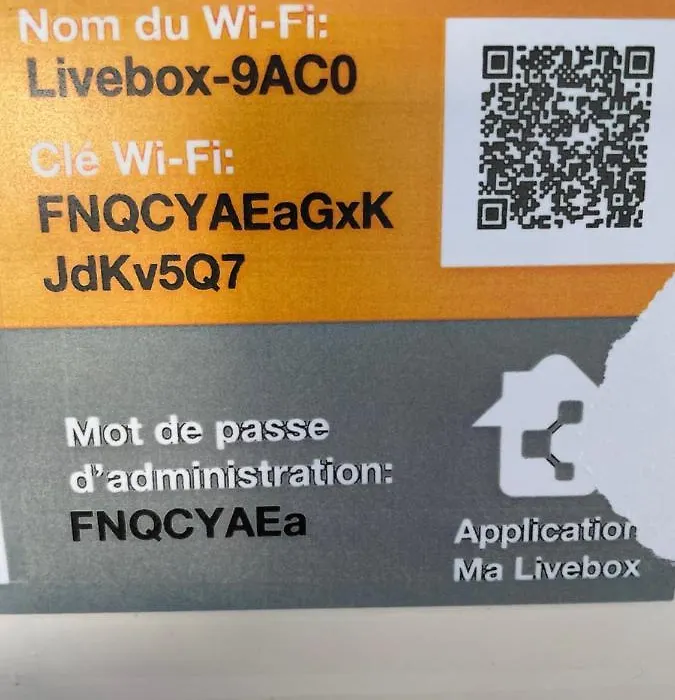 Nom du Wi-Fi:
Livebox-9AC0
Clé Wi-Fi:
FNQCYAEaGxK
JdKv5Q7
Mot de passe
d'administration:
FNQCYAEa
Application
Ma Livebox